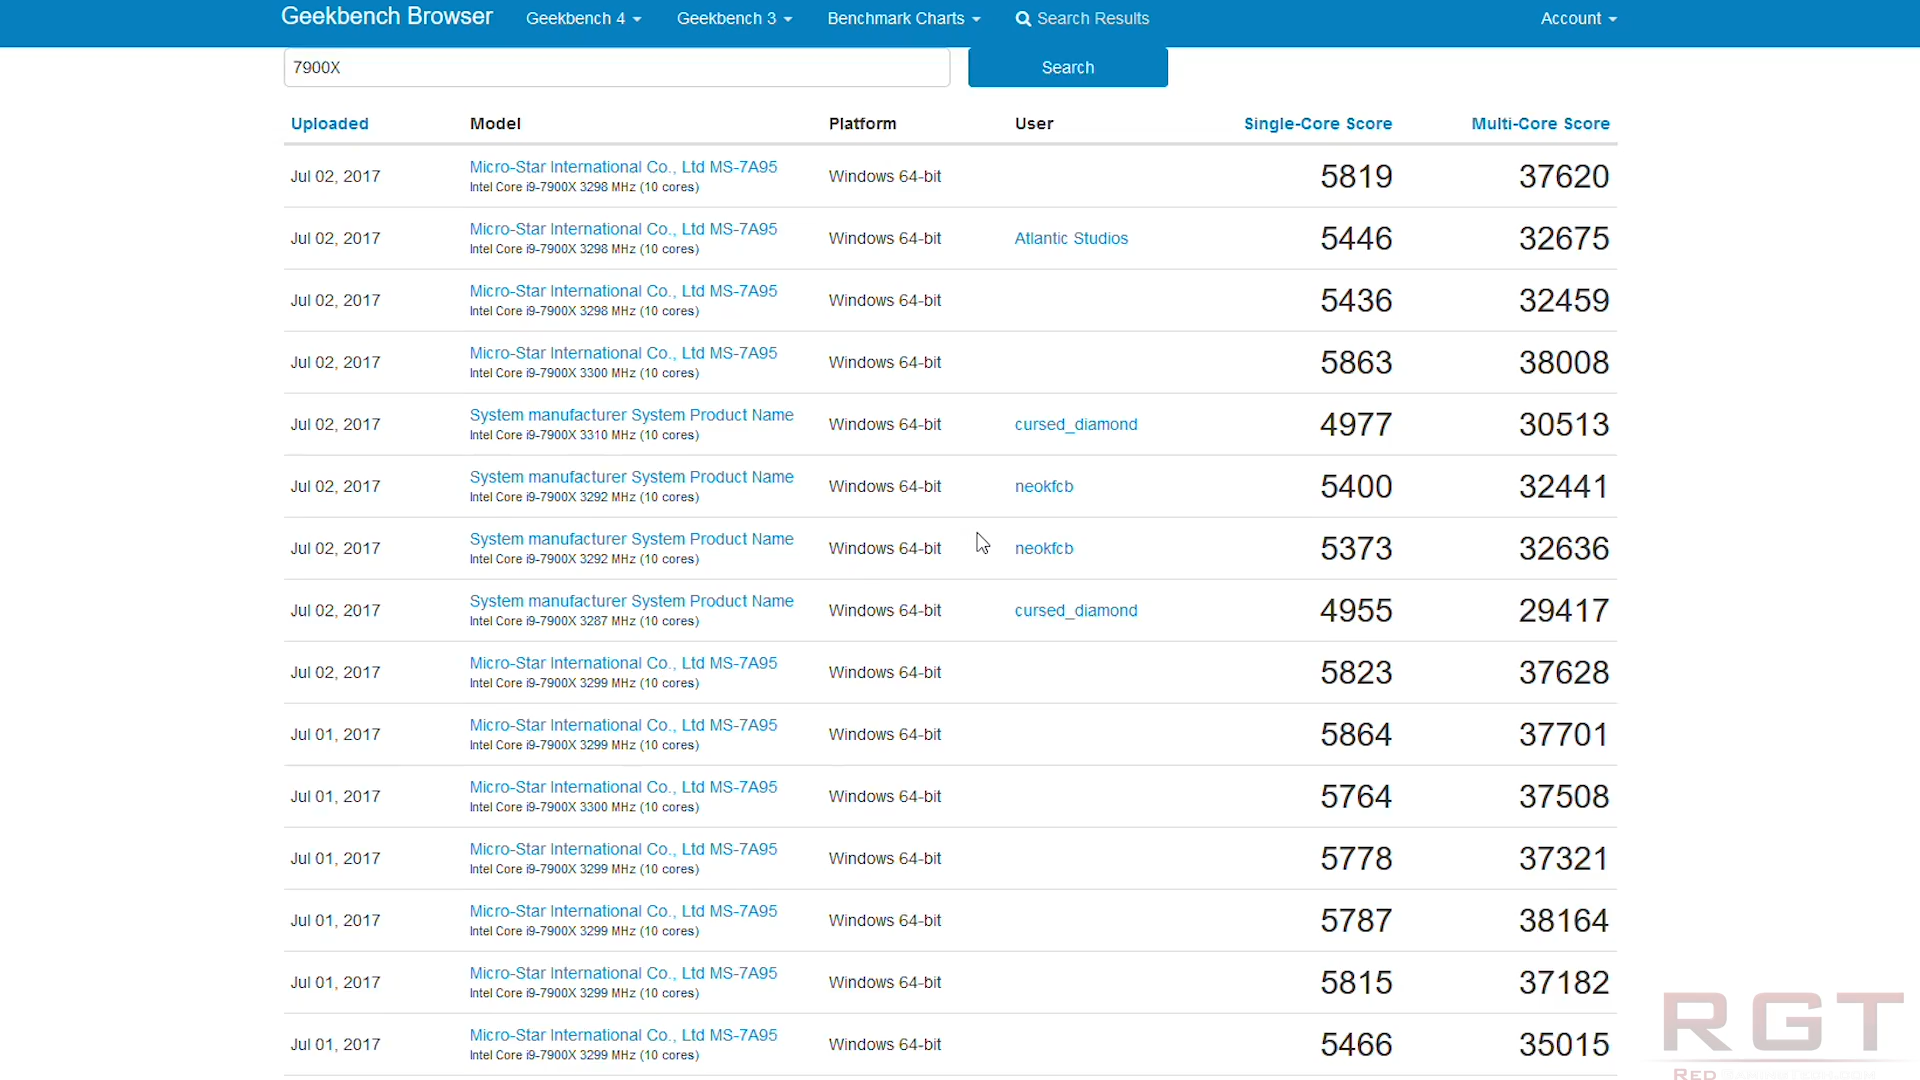 Geekbench Browser Geekbench 4 Geekbench 3 Benchmark Charts Search Results Account
7900X Search
Uploaded Model Platform User Single-Core Score Multi-Core Score
Jul 02, 2017 Micro-Star International Co., Ltd MS-7A95 Windows 64-bit 5819 37620
Intel Core i9-7900X 3298 MHz (10 cores)
Jul 02, 2017 Micro-Star International Co., Ltd MS-7A95 Windows 64-bit Atlantic Studios 5446 32675
Intel Core i9-7900X 3298 MHz (10 cores)
Jul 02, 2017 Micro-Star International Co., Ltd MS-7A95 Windows 64-bit 5436 32459
Intel Core i9-7900X 3298 MHz (10 cores)
Jul 02, 2017 Micro-Star International Co., Ltd MS-7A95 Windows 64-bit 5863 38008
Intel Core i9-7900X 3300 MHz (10 cores)
Jul 02, 2017 System manufacturer System Product Name Windows 64-bit cursed_diamond 4977 30513
Intel Core i9-7900X 3310 MHz (10 cores)
Jul 02, 2017 System manufacturer System Product Name Windows 64-bit neokfcb 5400 32441
Intel Core i9-7900X 3292 MHz (10 cores)
Jul 02, 2017 System manufacturer System Product Name Windows 64-bit neokfcb 5373 32636
Intel Core i9-7900X 3292 MHz (10 cores)
Jul 02, 2017 System manufacturer System Product Name Windows 64-bit cursed_diamond 4955 29417
Intel Core i9-7900X 3287 MHz (10 cores)
Jul 02, 2017 Micro-Star International Co., Ltd MS-7A95 Windows 64-bit 5823 37628
Intel Core i9-7900X 3299 MHz (10 cores)
Jul 01, 2017 Micro-Star International Co., Ltd MS-7A95 Windows 64-bit 5864 37701
Intel Core i9-7900X 3299 MHz (10 cores)
Jul 01, 2017 Micro-Star International Co., Ltd MS-7A95 Windows 64-bit 5764 37508
Intel Core i9-7900X 3300 MHz (10 cores)
Jul 01, 2017 Micro-Star International Co., Ltd MS-7A95 Windows 64-bit 5778 37321
Intel Core i9-7900X 3299 MHz (10 cores)
Jul 01, 2017 Micro-Star International Co., Ltd MS-7A95 Windows 64-bit 5787 38164
Intel Core i9-7900X 3299 MHz (10 cores)
Jul 01, 2017 Micro-Star International Co., Ltd MS-7A95 Windows 64-bit 5815 37182
Intel Core i9-7900X 3299 MHz (10 cores)
Jul 01, 2017 Micro-Star International Co., Ltd MS-7A95 Windows 64-bit 5466 35015
Intel Core i9-7900X 3299 MHz (10 cores)
RGT
RED